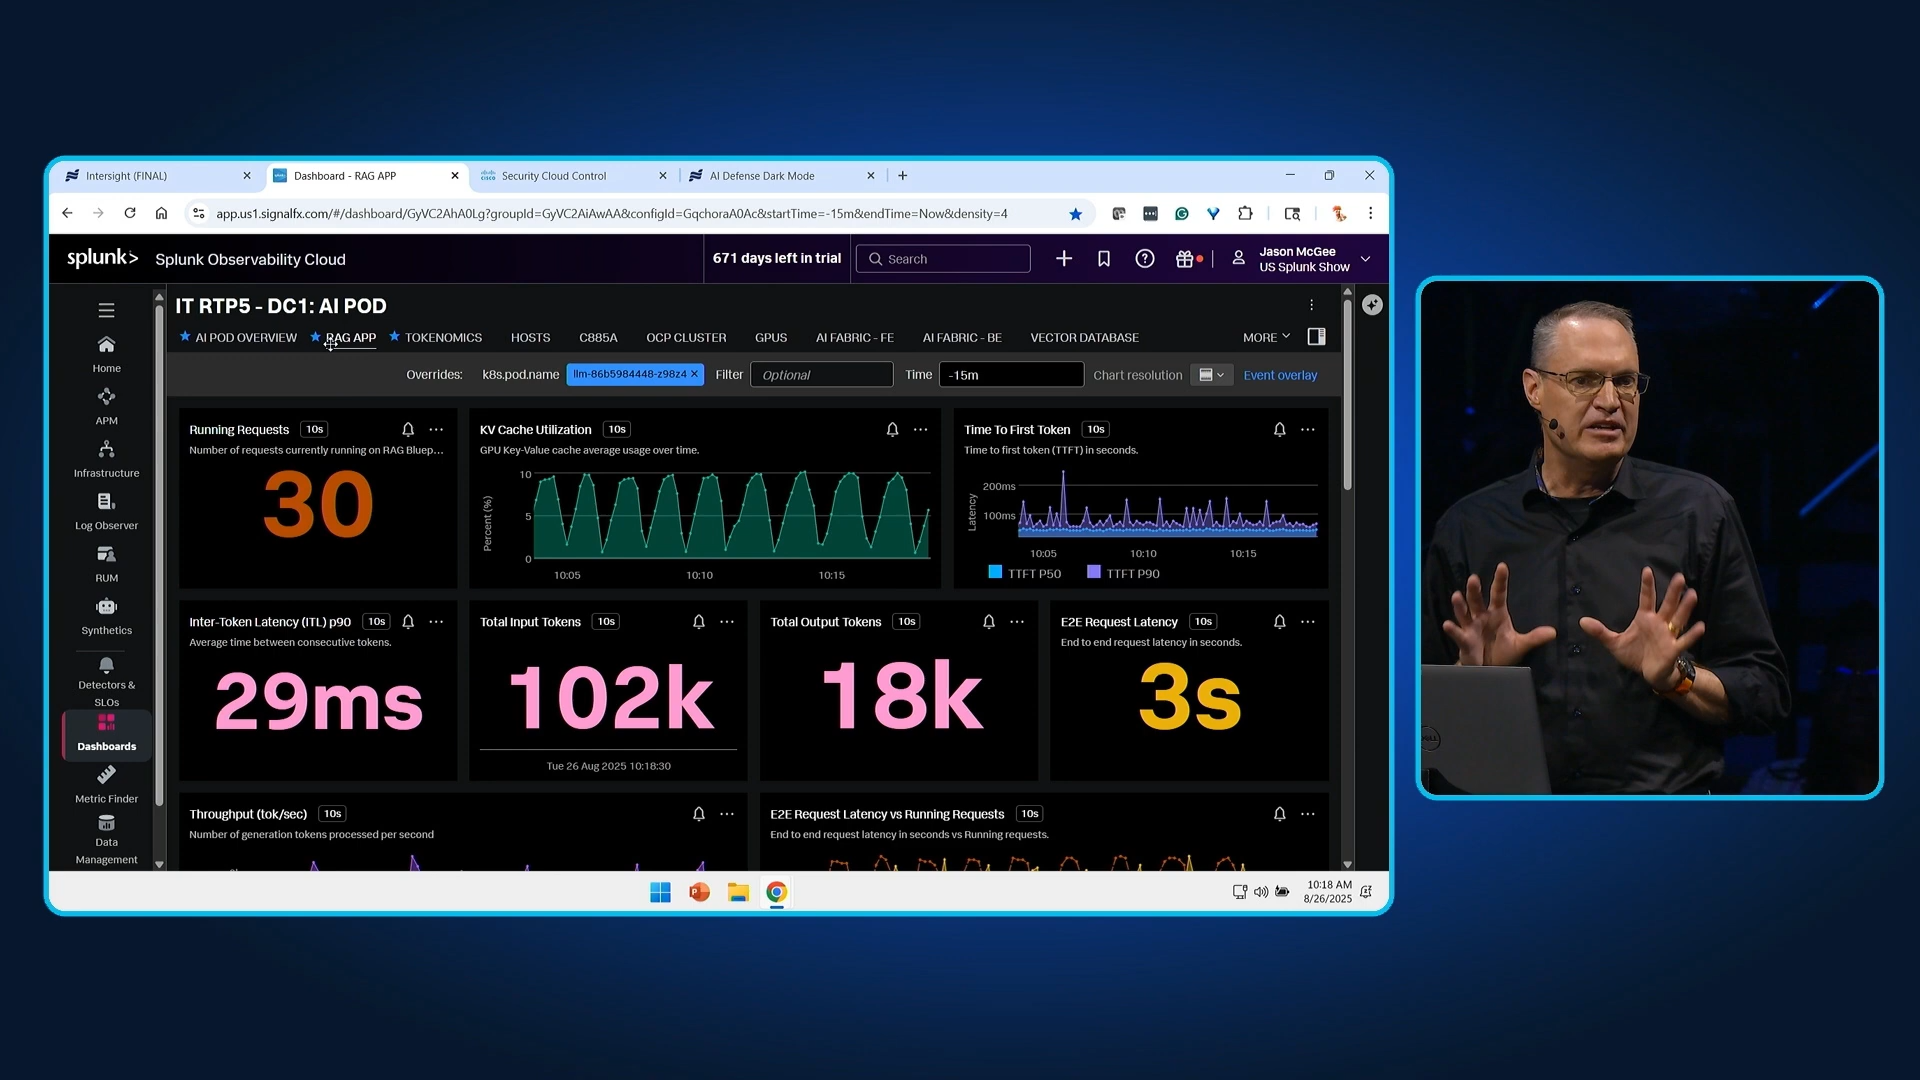 Intersight (FINAL)
Dashboard - RAG APP
Security Cloud Control
AI Defense Dark Mode
app.us1.signalfx.com/#/dashboard/GyVC2AhA0Lg?groupId=GyVC2AiAwAA&configId=GqchoraA0Ac&startTime=-15m&endTime=Now&density=4
splunk>
Splunk Observability Cloud
671 days left in trial
Search
Jason McGee
US Splunk Show
Home
APM
Infrastructure
Log Observer
RUM
Synthetics
Detectors &
SLOs
Dashboards
Metric Finder
Data
Management
IT RTP5 - DC1: AI POD
AI POD OVERVIEW
RAG APP
TOKENOMICS
HOSTS
C885A
OCP CLUSTER
GPUS
AI FABRIC - FE
AI FABRIC - BE
VECTOR DATABASE
MORE
Overrides: k8s.pod.name llm-86b5984448-z98z4 Filter Optional Time -15m Chart resolution Event overlay
Running Requests 10s
Number of requests currently running on RAG Bluep...
30
KV Cache Utilization 10s
GPU Key-Value cache average usage over time.
Percent (%)
10
5
0
10:05 10:10 10:15
Time To First Token 10s
Time to first token (TTFT) in seconds.
Latency
200ms
100ms
10:05 10:10 10:15
TTFT P50 TTFT P90
Inter-Token Latency (ITL) p90 10s
Average time between consecutive tokens.
29ms
Total Input Tokens 10s
102k
Tue 26 Aug 2025 10:18:30
Total Output Tokens 10s
18k
E2E Request Latency 10s
End to end request latency in seconds.
3s
Throughput (tok/sec) 10s
Number of generation tokens processed per second
E2E Request Latency vs Running Requests 10s
End to end request latency in seconds vs Running requests.
10:18 AM
8/26/2025